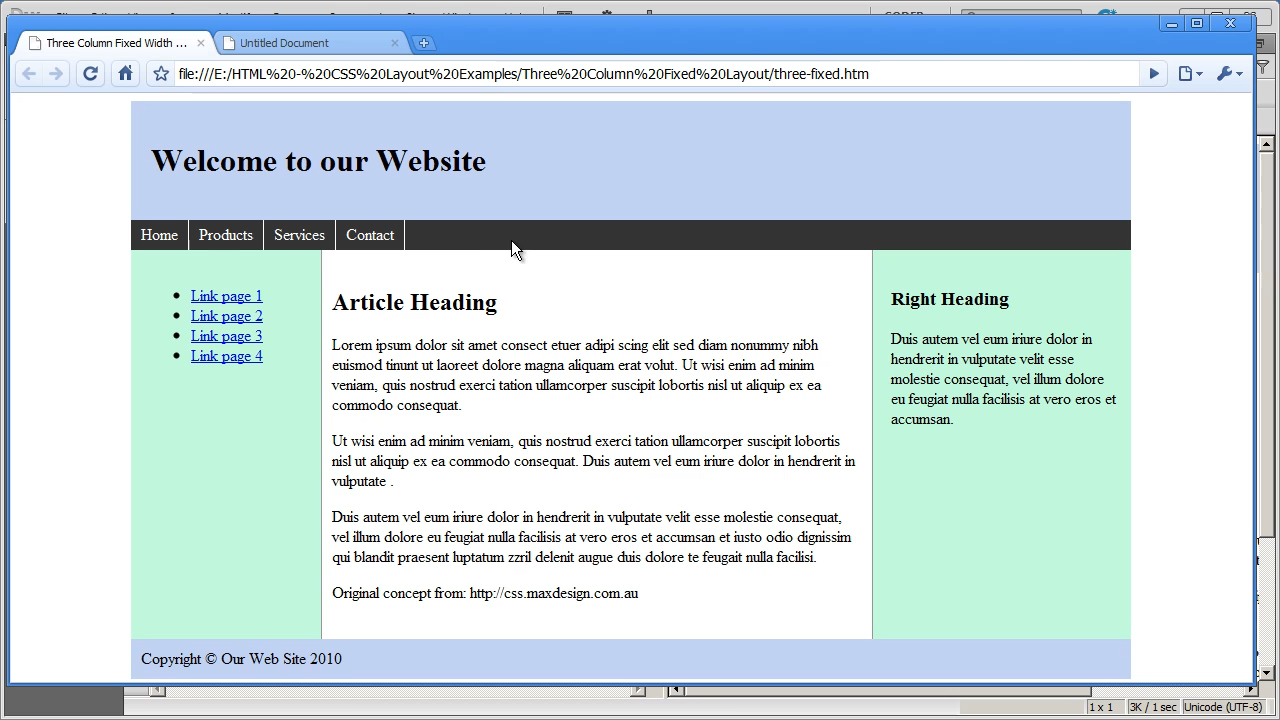 Three Column Fixed Width ...
Untitled Document
file:///E:/HTML%20-%20CSS%20Layout%20Examples/Three%20Column%20Fixed%20Layout/three-fixed.htm
Welcome to our Website
Home Products Services Contact
Link page 1
Link page 2
Link page 3
Link page 4
Article Heading
Lorem ipsum dolor sit amet consect etuer adipi scing elit sed diam nonummy nibh
euismod tinunt ut laoreet dolore magna aliquam erat volut. Ut wisi enim ad minim
veniam, quis nostrud exerci tation ullamcorper suscipit lobortis nisl ut aliquip ex ea
commodo consequat.
Ut wisi enim ad minim veniam, quis nostrud exerci tation ullamcorper suscipit lobortis
nisl ut aliquip ex ea commodo consequat. Duis autem vel eum iriure dolor in hendrerit in
vulputate .
Duis autem vel eum iriure dolor in hendrerit in vulputate velit esse molestie consequat,
vel illum dolore eu feugiat nulla facilisis at vero eros et accumsan et iusto odio dignissim
qui blandit praesent luptatum zzril delenit augue duis dolore te feugait nulla facilisi.
Original concept from: http://css.maxdesign.com.au
Right Heading
Duis autem vel eum iriure dolor in
hendrerit in vulputate velit esse
molestie consequat, vel illum dolore
eu feugiat nulla facilisis at vero eros et
accumsan.
Copyright © Our Web Site 2010
1 x 1 3K / 1 sec Unicode (UTF-8)